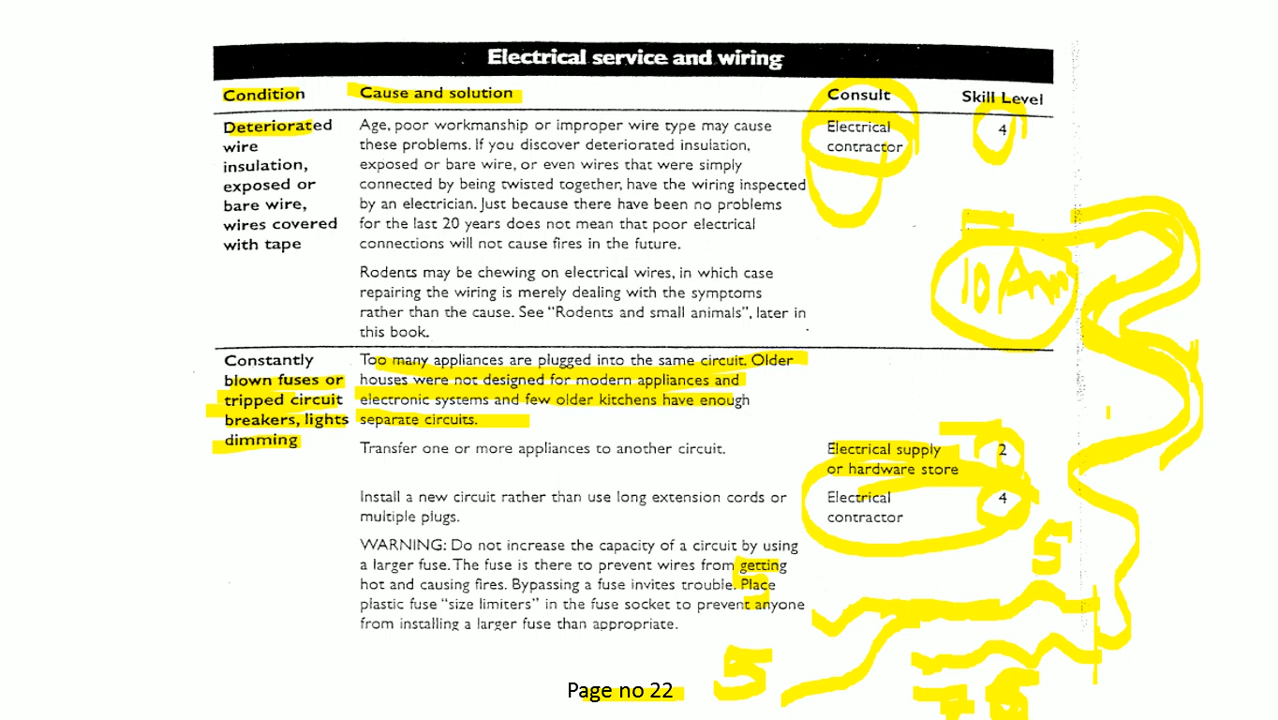 Electrical service and wiring
Condition Cause and solution Consult Skill Level
Deteriorated
wire
insulation,
exposed or
bare wire,
wires covered
with tape
Age, poor workmanship or improper wire type may cause
these problems. If you discover deteriorated insulation,
exposed or bare wire, or even wires that were simply
connected by being twisted together, have the wiring inspected
by an electrician. Just because there have been no problems
for the last 20 years does not mean that poor electrical
connections will not cause fires in the future.
Electrical
contractor
4
Rodents may be chewing on electrical wires, in which case
repairing the wiring is merely dealing with the symptoms
rather than the cause. See "Rodents and small animals", later in
this book.
Constantly
blown fuses or
tripped circuit
breakers, lights
dimming
Too many appliances are plugged into the same circuit. Older
houses were not designed for modern appliances and
electronic systems and few older kitchens have enough
separate circuits.
Transfer one or more appliances to another circuit.
Electrical supply
or hardware store
2
Install a new circuit rather than use long extension cords or
multiple plugs.
Electrical
contractor
4
WARNING: Do not increase the capacity of a circuit by using
a larger fuse. The fuse is there to prevent wires from getting
hot and causing fires. Bypassing a fuse invites trouble. Place
plastic fuse "size limiters" in the fuse socket to prevent anyone
from installing a larger fuse than appropriate.
10
5
5
5
Page no 22